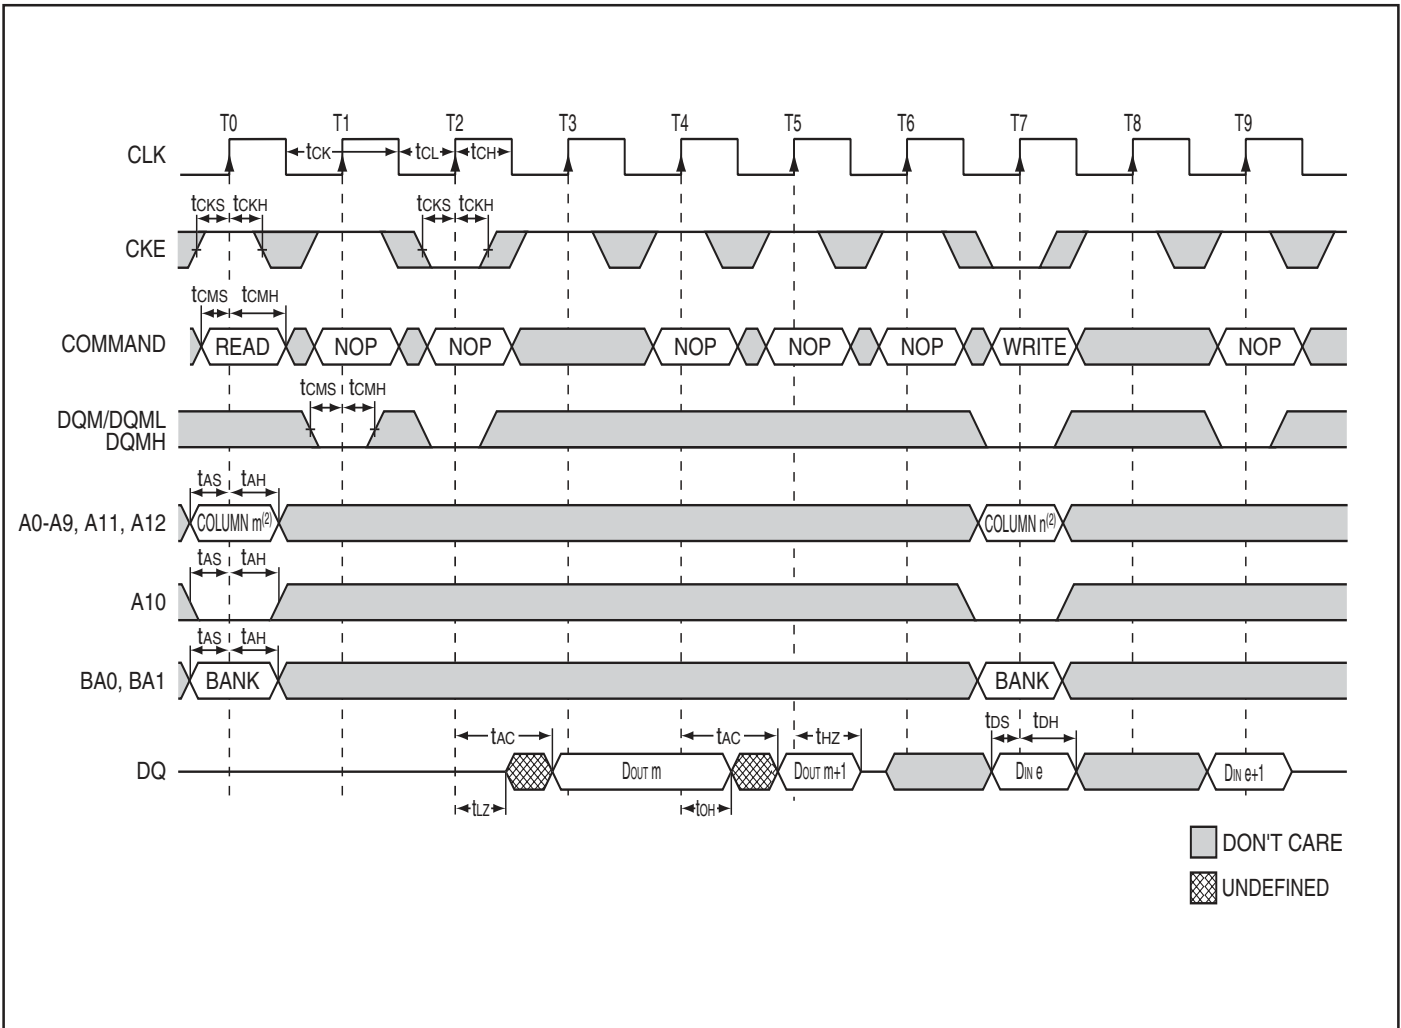 T0 T1 T2 T3 T4 T5 T6 T7 T8 T9
CLK tCK tCL tCH
tCKS tCKH tCKS tCKH
CKE
tCMS tCMH
COMMAND READ NOP NOP NOP NOP NOP WRITE NOP
tCMS tCMH
DQM/DQML
DQMH
tAS tAH
A0-A9, A11, A12 COLUMN m(2) COLUMN n(2)
tAS tAH
A10
tAS tAH
BA0, BA1 BANK BANK
tAC tAC tHZ tDS tDH
DQ DOUT m DOUT m+1 DIN e DIN e+1
tLZ tOH
DON'T CARE
UNDEFINED